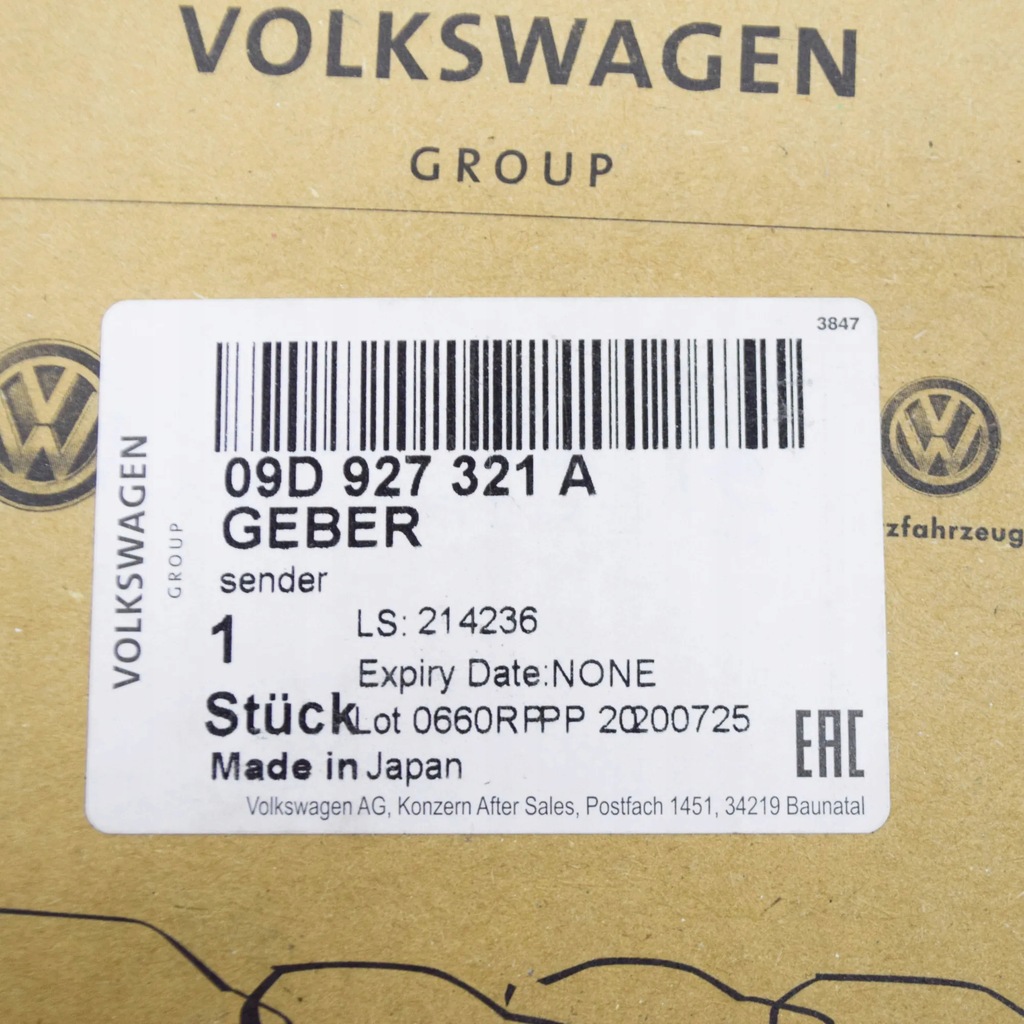 VOLKSWAGEN
GROUP
3847
VOLKSWAGEN
GROUP
09D 927 321 A
GEBER
sender
1
LS: 214236
Expiry Date:NONE
Stück
Lot 0660RPPP 20200725
Made in Japan
EAC
Volkswagen AG, Konzern After Sales, Postfach 1451, 34219 Baunatal
zfahrzeug